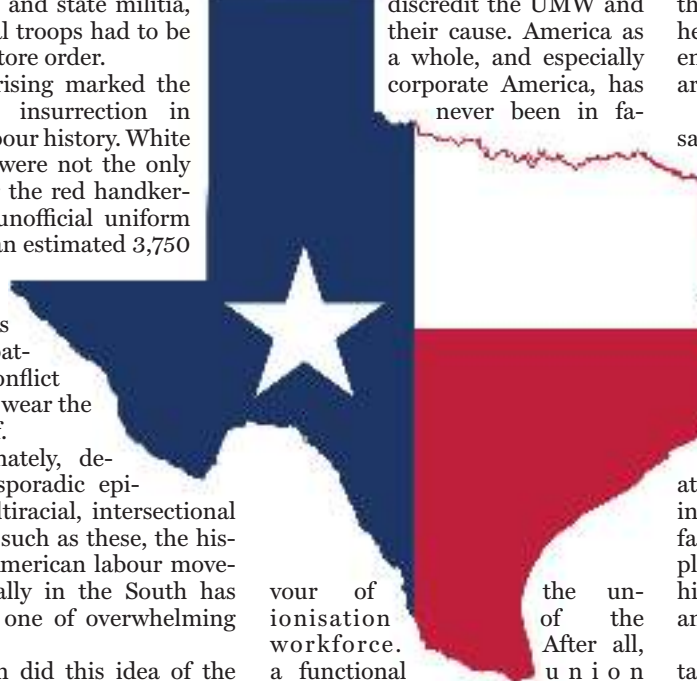 and state militia,
al troops had to be
tore order.
rising marked the
insurrection in
our history. White
were not the only
the red handker-
unofficial uniform
an estimated 3,750
s
at-
onflict
wear the
f.
nately, de-
sporadic epi-
ltiracial, intersectional
such as these, the his-
merican labour move-
ally in the South has
one of overwhelming
n did this idea of the
discredit the UMW and
their cause. America as
a whole, and especially
corporate America, has
never been in fa-
vour of the un-
ionisation of the
workforce. After all,
a functional union
th
he
en
ar
sa
at
in
fa
pl
hi
an
ta